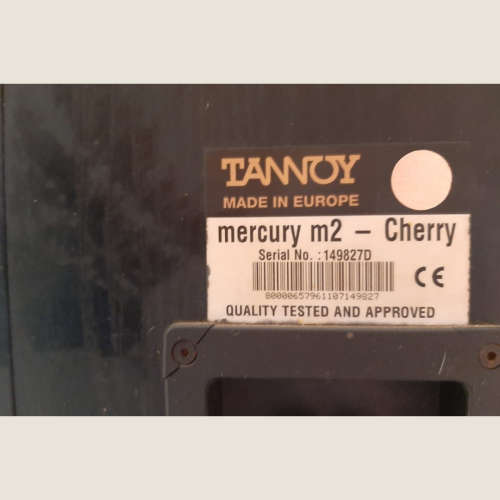 TANNOY
MADE IN EUROPE
mercury m2 – Cherry
Serial No. :149827D
CE
80000657961107149827
QUALITY TESTED AND APPROVED